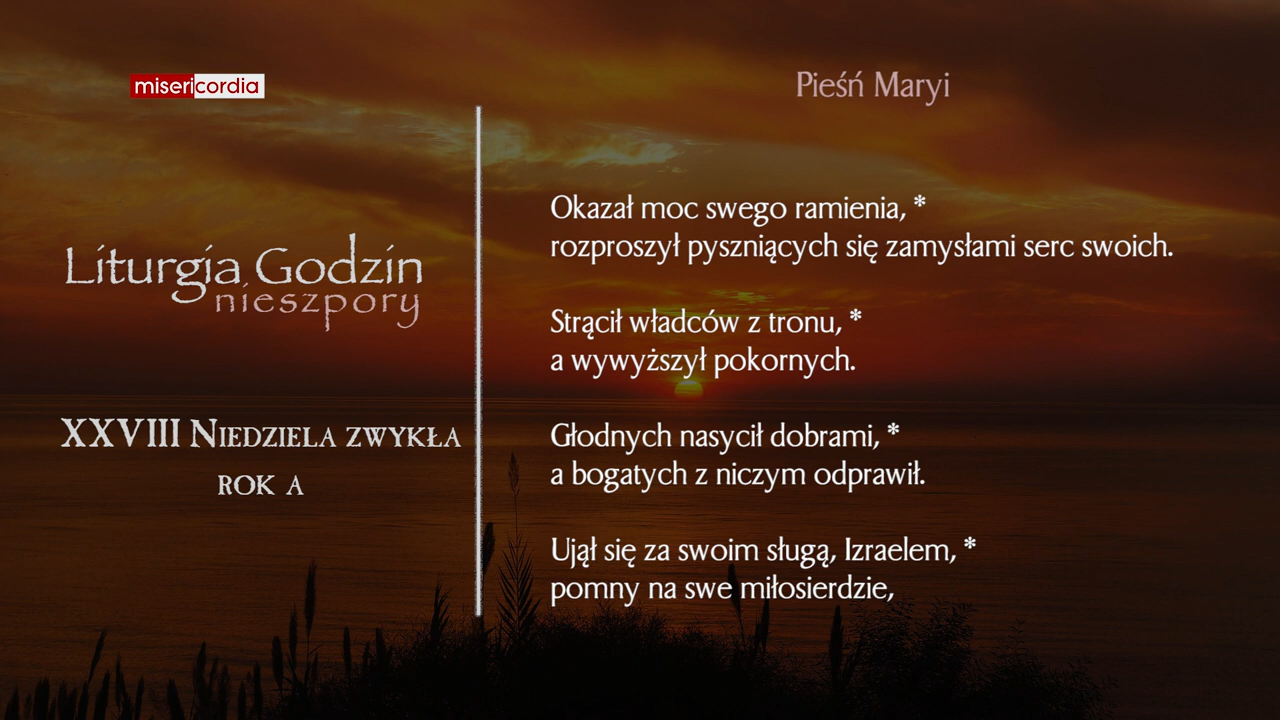 misericordia
Liturgia Godzin
nieszpory
XXVIII Niedziela zwykła
rok a
Pieśń Maryi
Okazał moc swego ramienia, *
rozproszył pyszniących się zamysłami serc swoich.
Strącił władców z tronu, *
a wywyższył pokornych.
Głodnych nasycił dobrami, *
a bogatych z niczym odprawił.
Ujął się za swoim sługą, Izraelem, *
pomny na swe miłosierdzie,